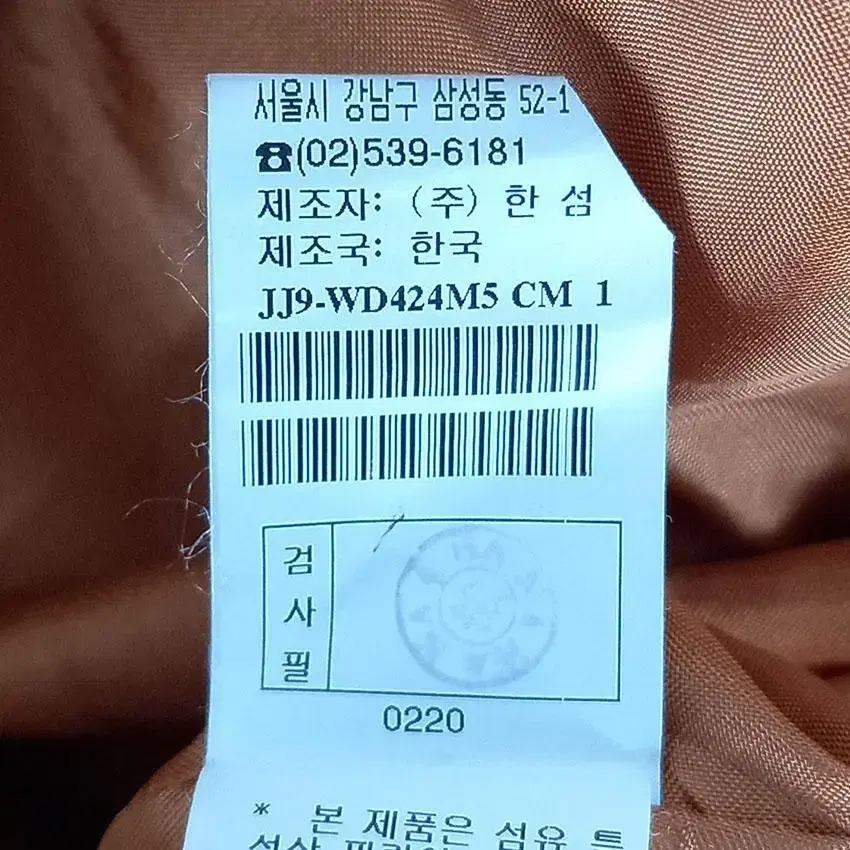 서울시 강남구 삼성동 52-1
☎(02)539-6181
제조자: (주) 한 섬
제조국: 한국
JJ9-WD424M5 CM 1
검
사
필
0220
* 본 제품은 섬유 특